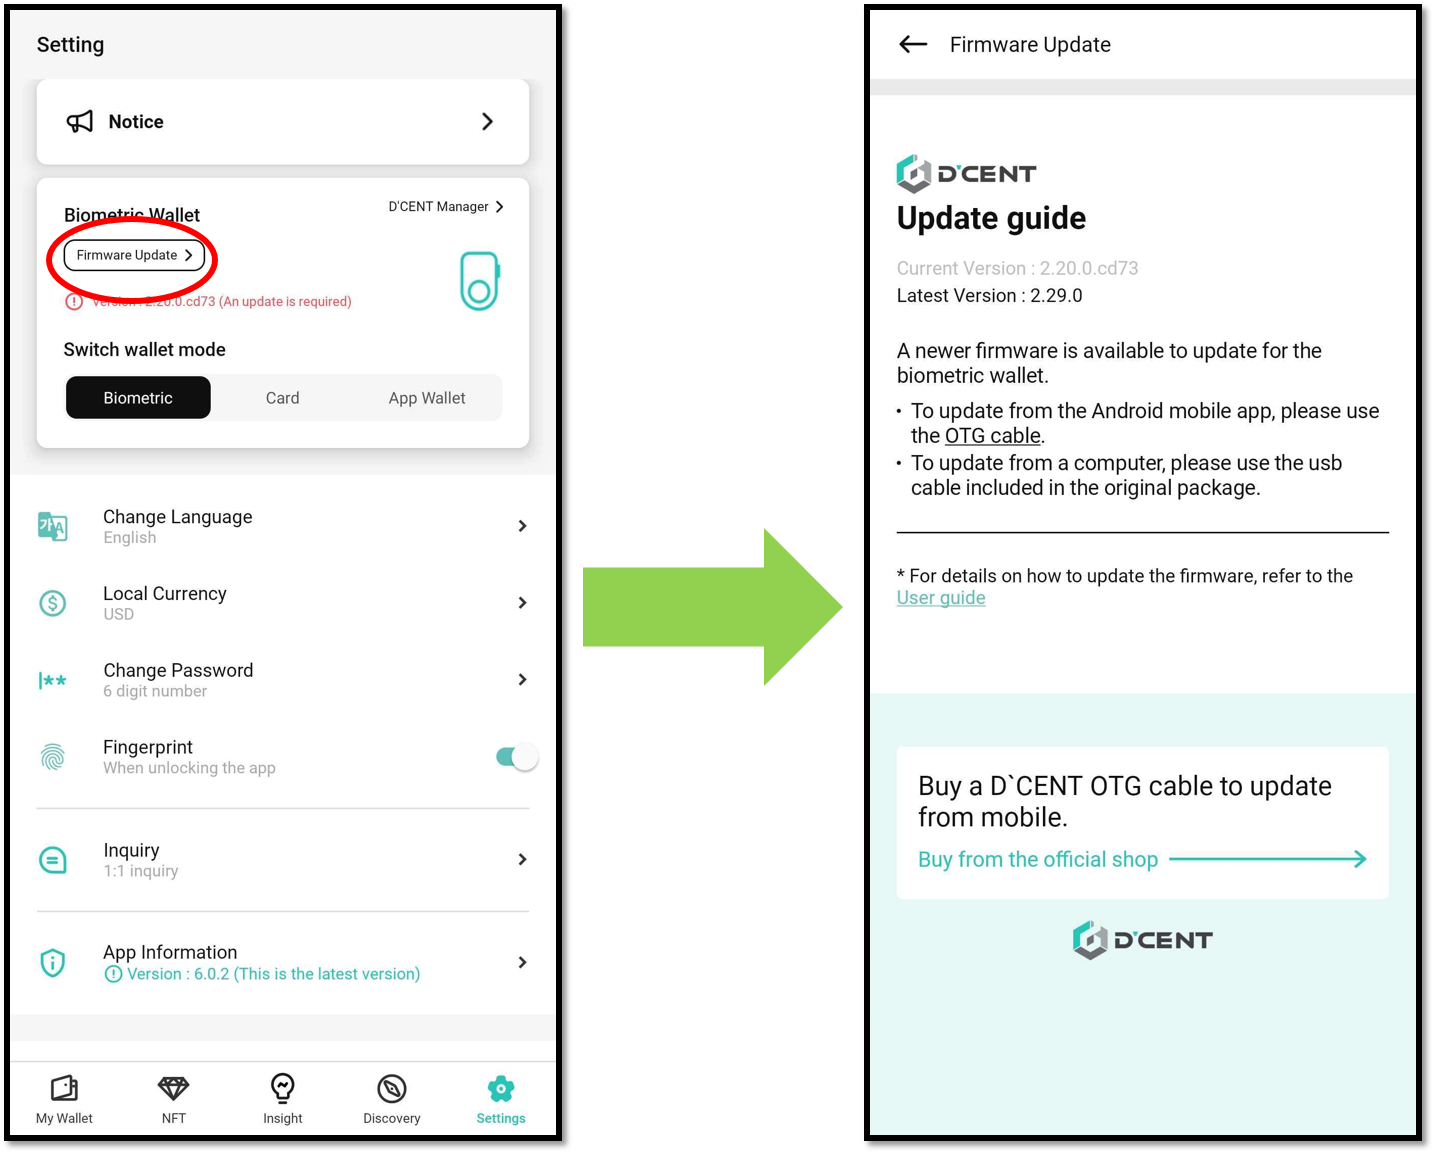 Setting
Notice
Biometric Wallet
D'CENT Manager
Firmware Update
Version : 2.20.0.cd73 (An update is required)
Switch wallet mode
Biometric
Card
App Wallet
가A
Change Language
English
$
Local Currency
USD
|**
Change Password
6 digit number
Fingerprint
When unlocking the app
Inquiry
1:1 inquiry
App Information
Version : 6.0.2 (This is the latest version)
My Wallet
NFT
Insight
Discovery
Settings
Firmware Update
D'CENT
Update guide
Current Version : 2.20.0.cd73
Latest Version : 2.29.0
A newer firmware is available to update for the
biometric wallet.
• To update from the Android mobile app, please use
the OTG cable.
• To update from a computer, please use the usb
cable included in the original package.
* For details on how to update the firmware, refer to the
User guide
Buy a D`CENT OTG cable to update
from mobile.
Buy from the official shop
D'CENT